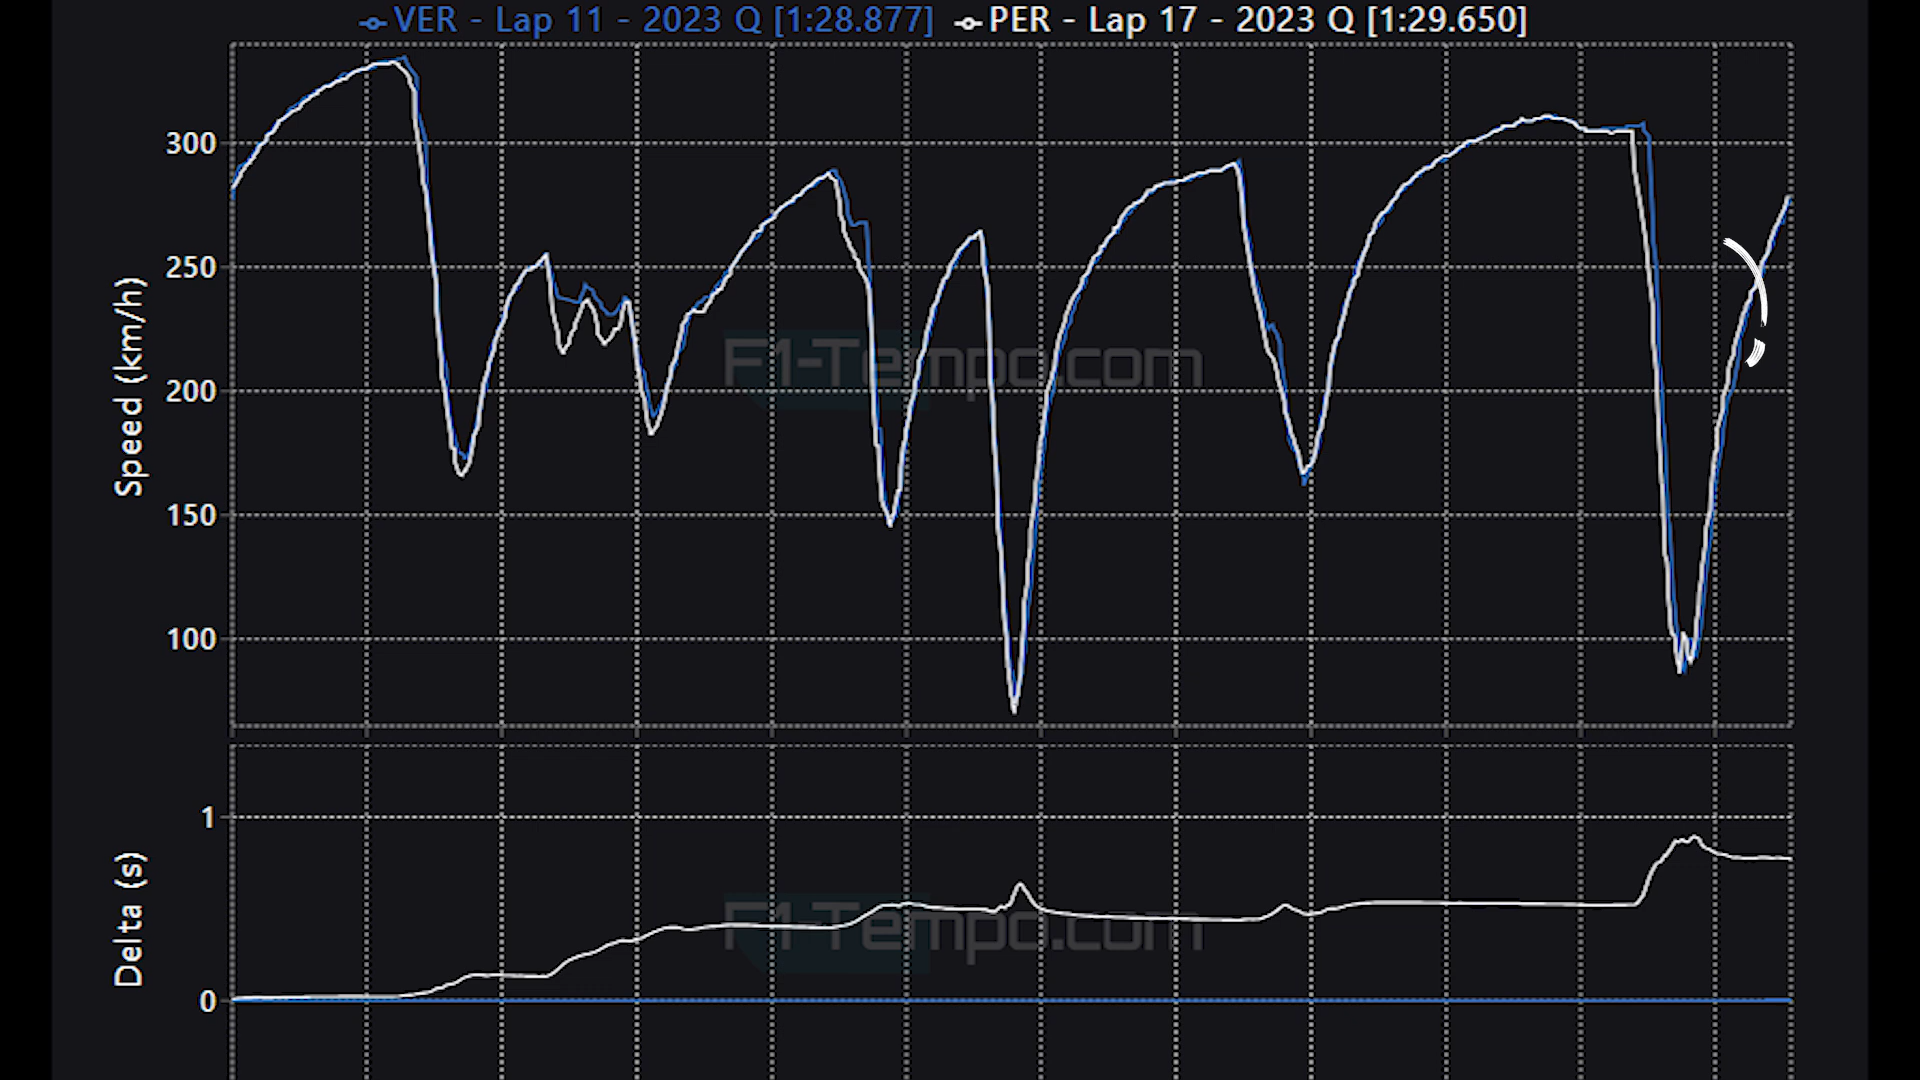 VER - Lap 11 - 2023 Q [1:28.877] PER - Lap 17 - 2023 Q [1:29.650]
300
250
200
150
100
Speed (km/h)
F1-Tempo.com
1
0
Delta (s)
F1-Tempo.com